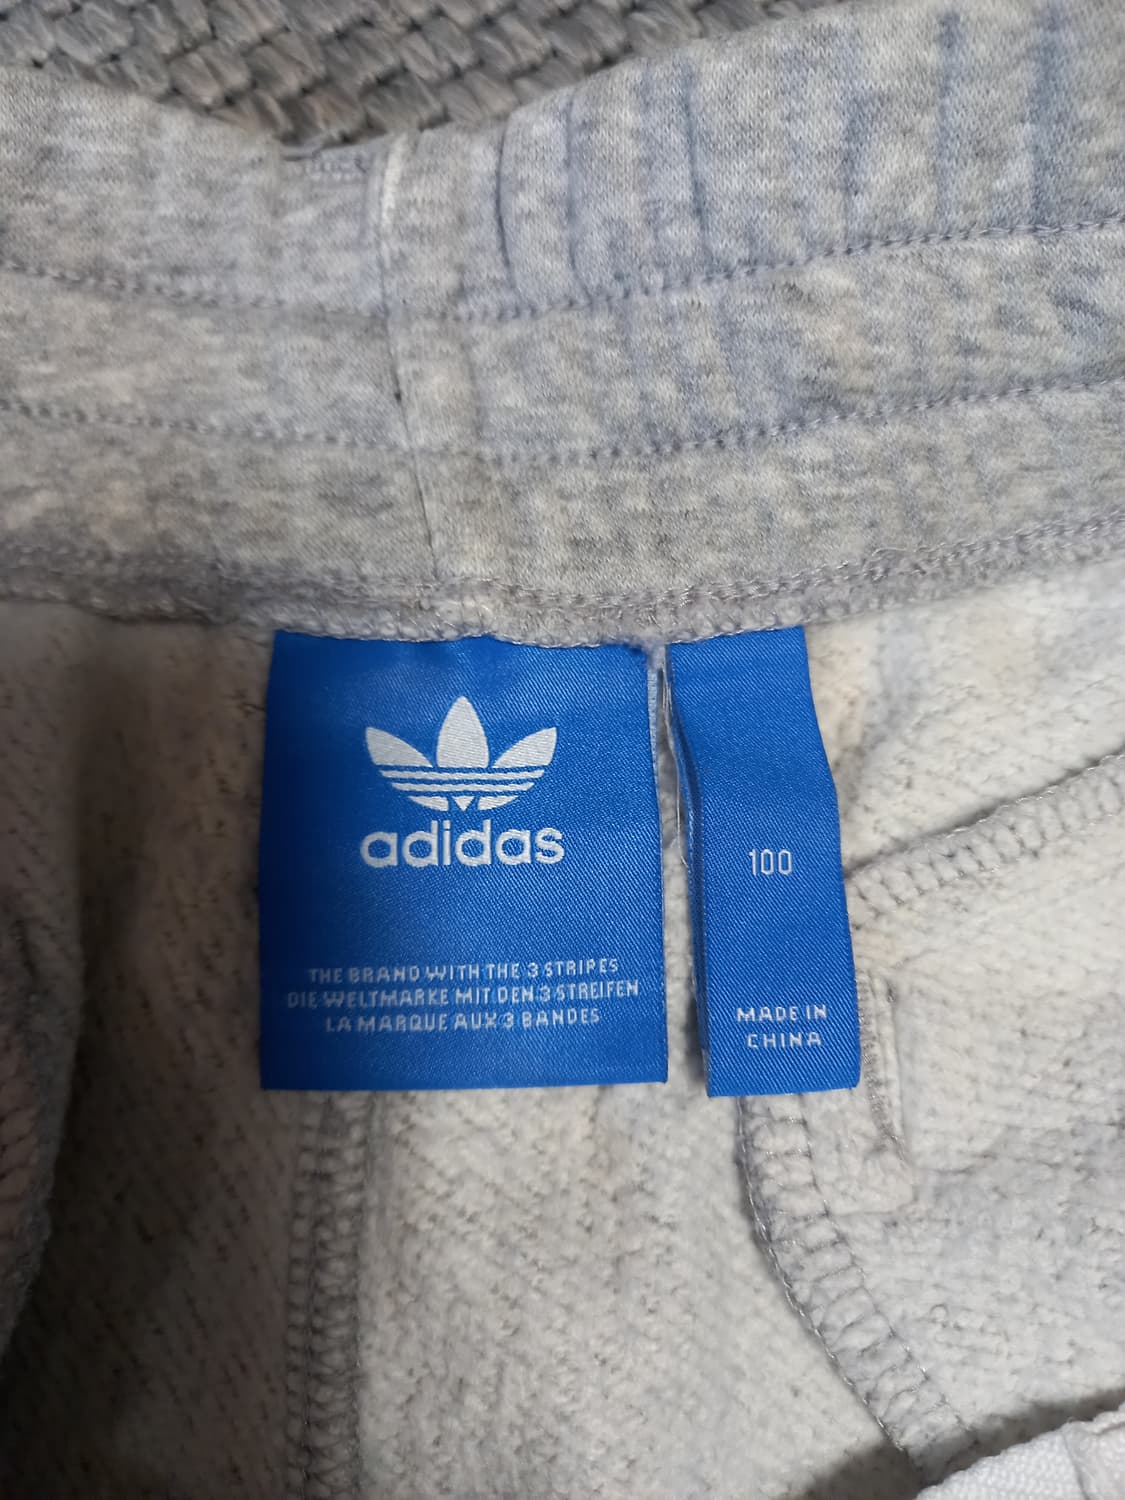 adidas
THE BRAND WITH THE 3 STRIPES
DIE WELTMARKE MIT DEN 3 STREIFEN
LA MARQUE AUX 3 BANDES
100
MADE IN
CHINA